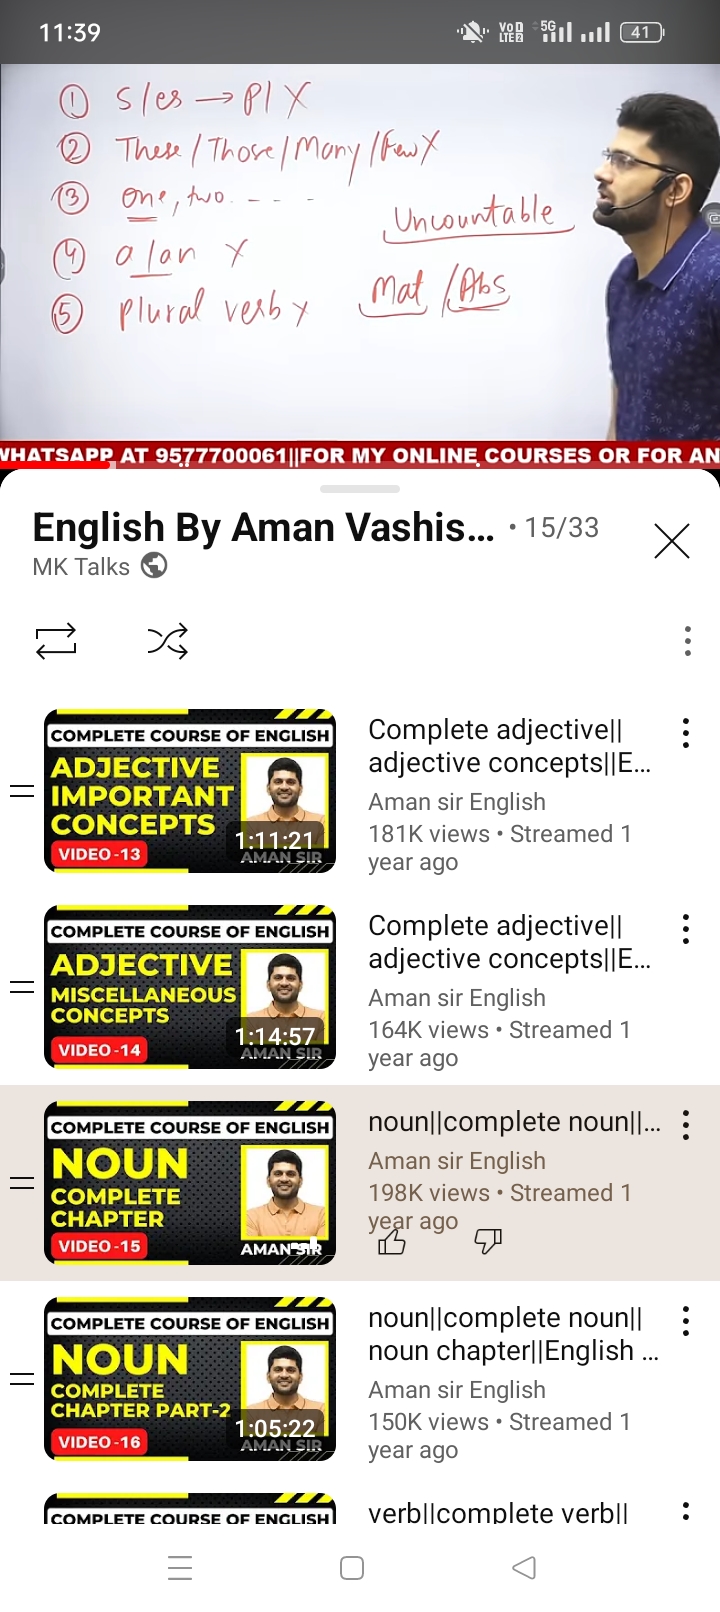 11:39
VoD LTE2 5G 41
① S/es → Pl X
② These/Those/Many/Few X
③ one, two. - - -
④ a/an X
⑤ plural verb x
Uncountable
Mat / Abs
WHATSAPP AT 9577700061||FOR MY ONLINE COURSES OR FOR AN
English By Aman Vashis... • 15/33
MK Talks
COMPLETE COURSE OF ENGLISH
ADJECTIVE
IMPORTANT
CONCEPTS
1:11:21
VIDEO -13
AMAN SIR
Complete adjective||
adjective concepts||E...
Aman sir English
181K views • Streamed 1
year ago
COMPLETE COURSE OF ENGLISH
ADJECTIVE
MISCELLANEOUS
CONCEPTS
1:14:57
VIDEO -14
AMAN SIR
Complete adjective||
adjective concepts||E...
Aman sir English
164K views • Streamed 1
year ago
COMPLETE COURSE OF ENGLISH
NOUN
COMPLETE
CHAPTER
VIDEO -15
AMAN SIR
noun||complete noun||...
Aman sir English
198K views • Streamed 1
year ago
COMPLETE COURSE OF ENGLISH
NOUN
COMPLETE
CHAPTER PART-2
1:05:22
VIDEO -16
AMAN SIR
noun||complete noun||
noun chapter||English ...
Aman sir English
150K views • Streamed 1
year ago
COMPLETE COURSE OF ENGLISH
verb||complete verb||